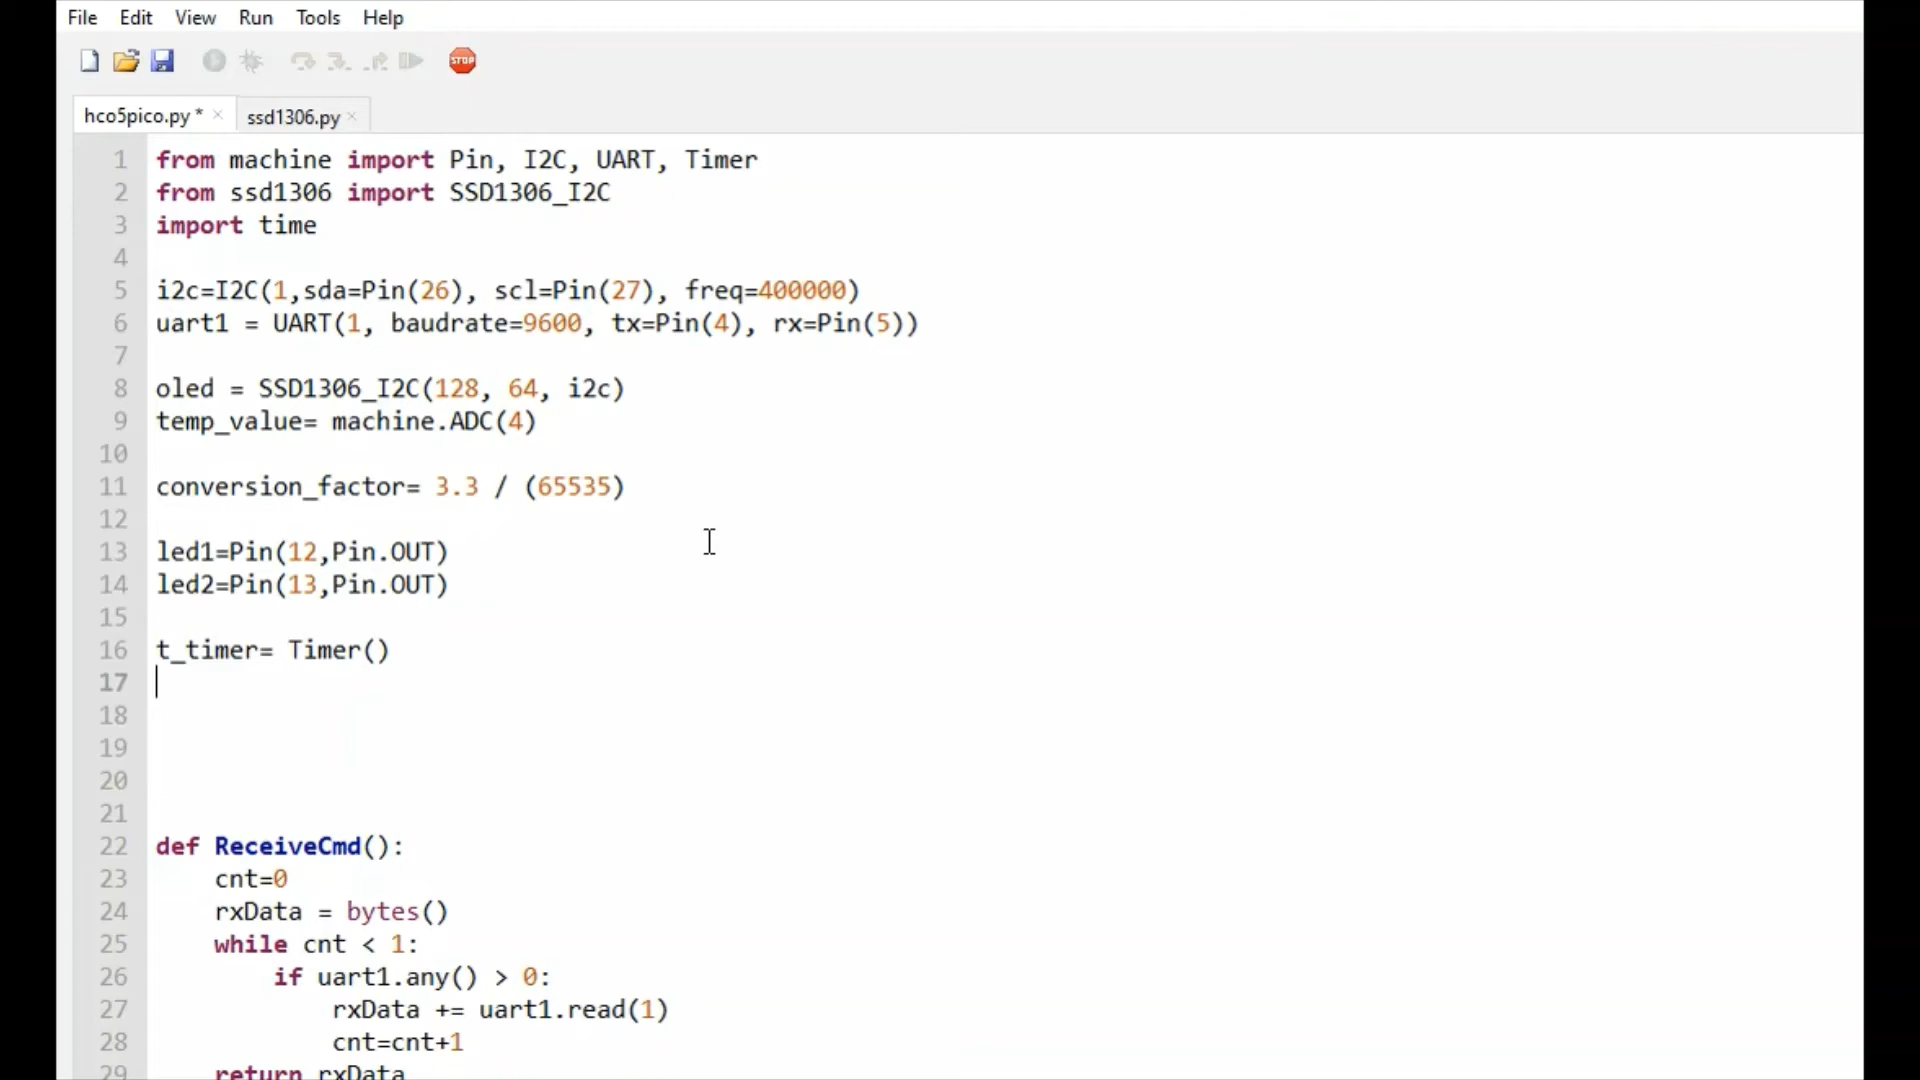 File Edit View Run Tools Help
STOP
hco5pico.py * × ssd1306.py ×
1 from machine import Pin, I2C, UART, Timer
2 from ssd1306 import SSD1306_I2C
3 import time
4
5 i2c=I2C(1,sda=Pin(26), scl=Pin(27), freq=400000)
6 uart1 = UART(1, baudrate=9600, tx=Pin(4), rx=Pin(5))
7
8 oled = SSD1306_I2C(128, 64, i2c)
9 temp_value= machine.ADC(4)
10
11 conversion_factor= 3.3 / (65535)
12
13 led1=Pin(12,Pin.OUT)
14 led2=Pin(13,Pin.OUT)
15
16 t_timer= Timer()
17
18
19
20
21
22 def ReceiveCmd():
23     cnt=0
24     rxData = bytes()
25     while cnt < 1:
26         if uart1.any() > 0:
27             rxData += uart1.read(1)
28             cnt=cnt+1
29     return rxData